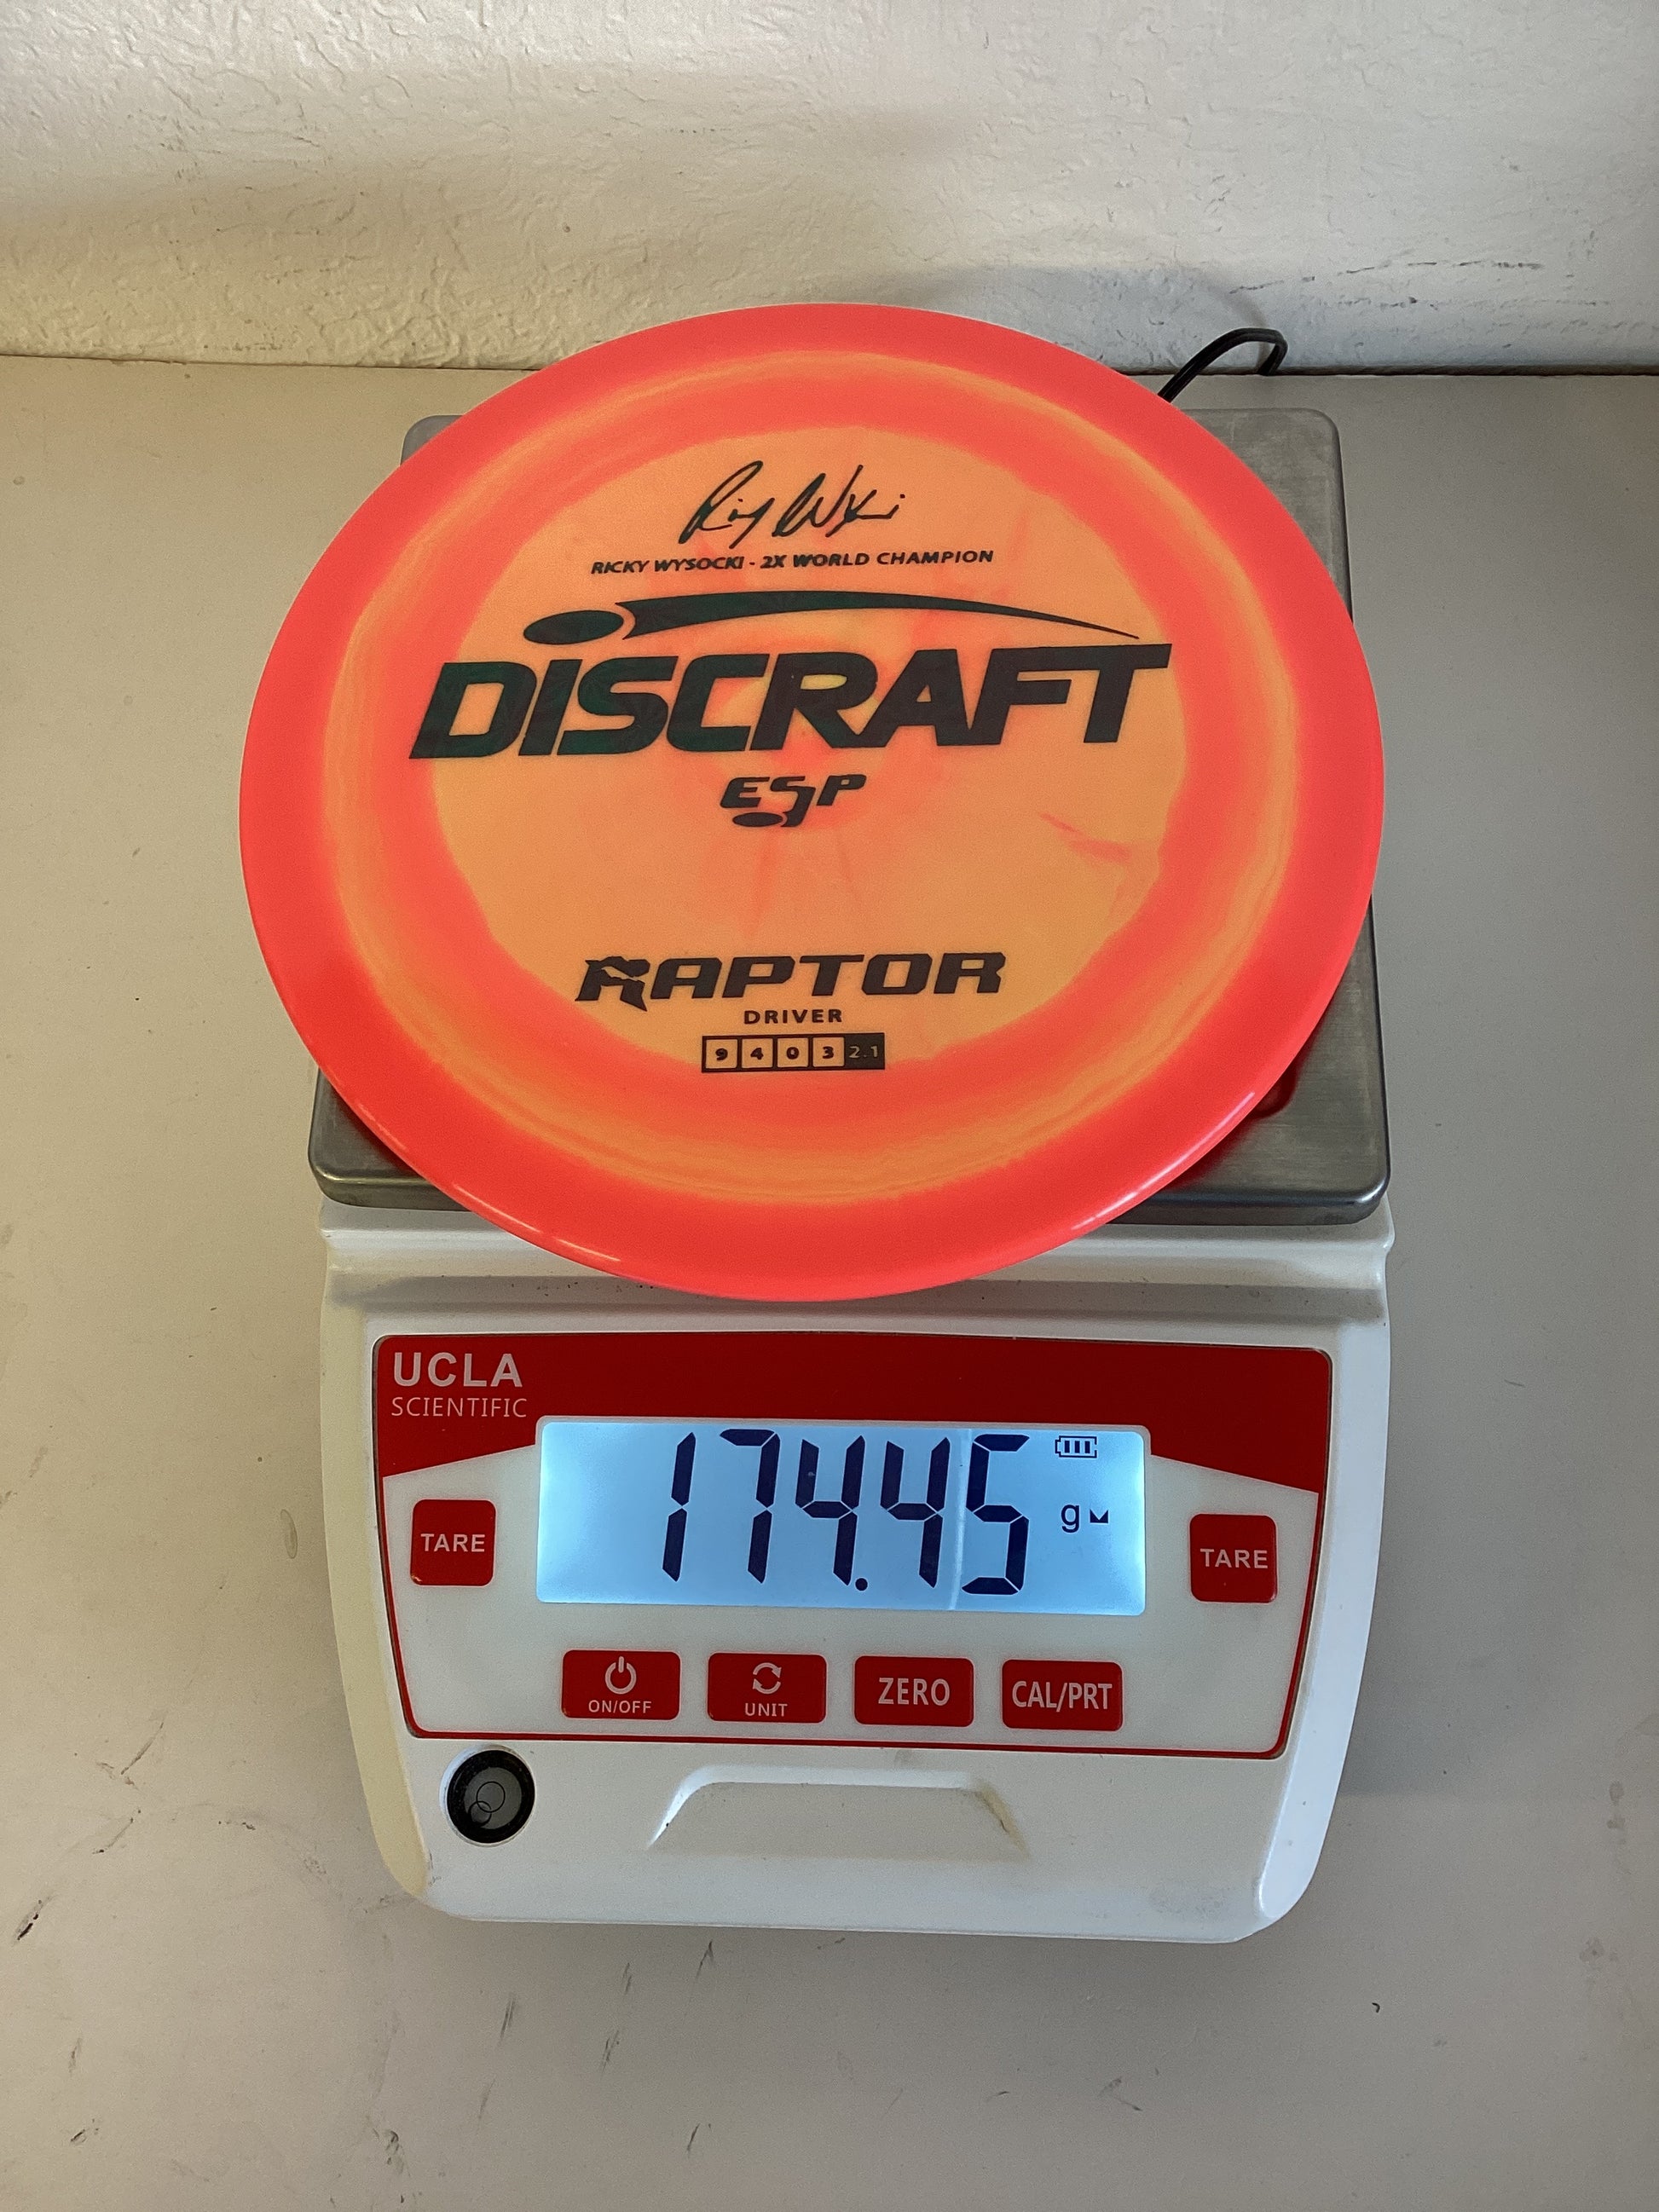 RICKY WYSOCKI - 2X WORLD CHAMPION
DISCRAFT
ESP
RAPTOR
DRIVER
9 4 0 3 2.1
UCLA
SCIENTIFIC
174.45 g
TARE
TARE
ON/OFF
UNIT
ZERO
CAL/PRT